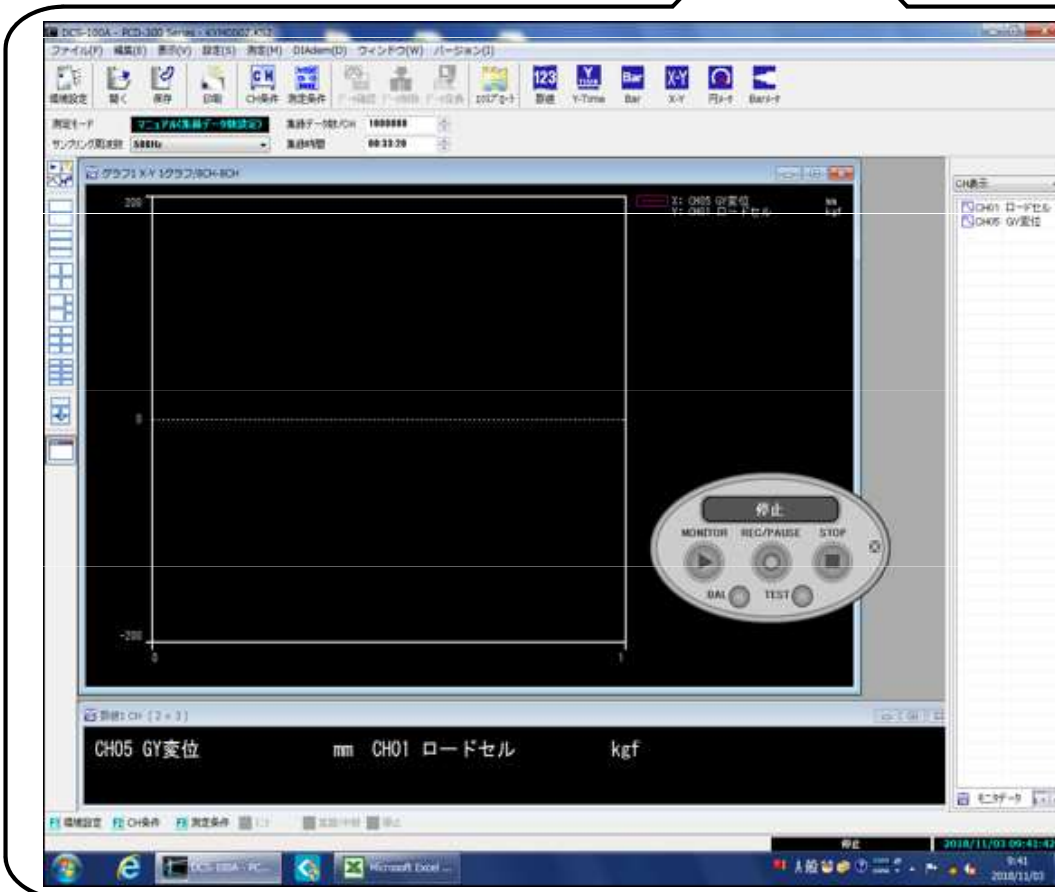 DCS-100A - PCD-300 Series - KYM0002.KS2
ファイル(F) 編集(E) 表示(V) 設定(S) 測定(M) DIAdem(D) ウィンドウ(W) バージョン(I)
環境設定 開く 保存 印刷 CH条件 測定条件 数値 Y-Time Bar X-Y 円メータ Barメータ
測定モード マニュアル(集録データ数設定) 集録データ数/CH 1000000
サンプリング周波数 500Hz 集録時間 00:33:20
グラフ1 X-Y 1グラフ/8CH-8CH
CH表示
CH01 ロードセル
CH05 GY変位
200
X: CH05 GY変位 mm
Y: CH01 ロードセル kgf
0
-200
0 1
停止
MONITOR REC/PAUSE STOP
BAL TEST
数値1 CH [ 2 × 1 ]
CH05 GY変位 mm CH01 ロードセル kgf
モニタデータ
F1 環境設定 F2 CH条件 F3 測定条件
停止 2018/11/03 09:41:42
DCS-100A - PC... Microsoft Excel ...
A 般
9:41
2018/11/03